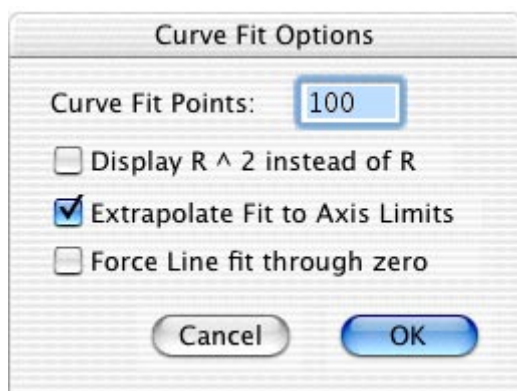 Curve Fit Options
Curve Fit Points: 100
Display R ^ 2 instead of R
Extrapolate Fit to Axis Limits
Force Line fit through zero
Cancel OK